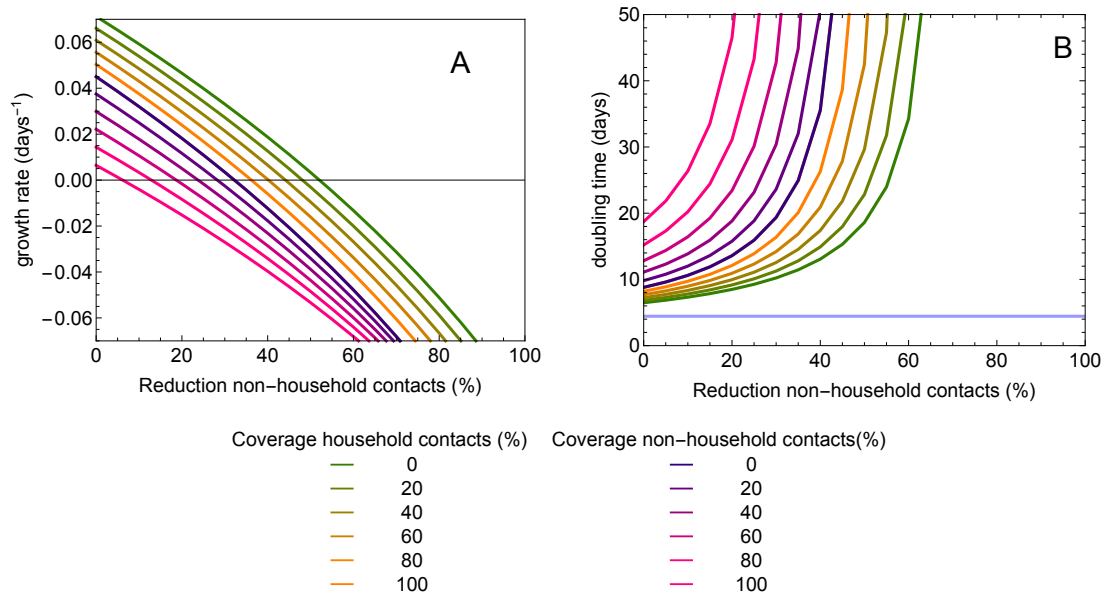 A
growth rate (days⁻¹)
0.06
0.04
0.02
0.00
−0.02
−0.04
−0.06
0 20 40 60 80 100
Reduction non−household contacts (%)
B
doubling time (days)
50
40
30
20
10
0
0 20 40 60 80 100
Reduction non−household contacts (%)
Coverage household contacts (%)
0
20
40
60
80
100
Coverage non−household contacts(%)
0
20
40
60
80
100